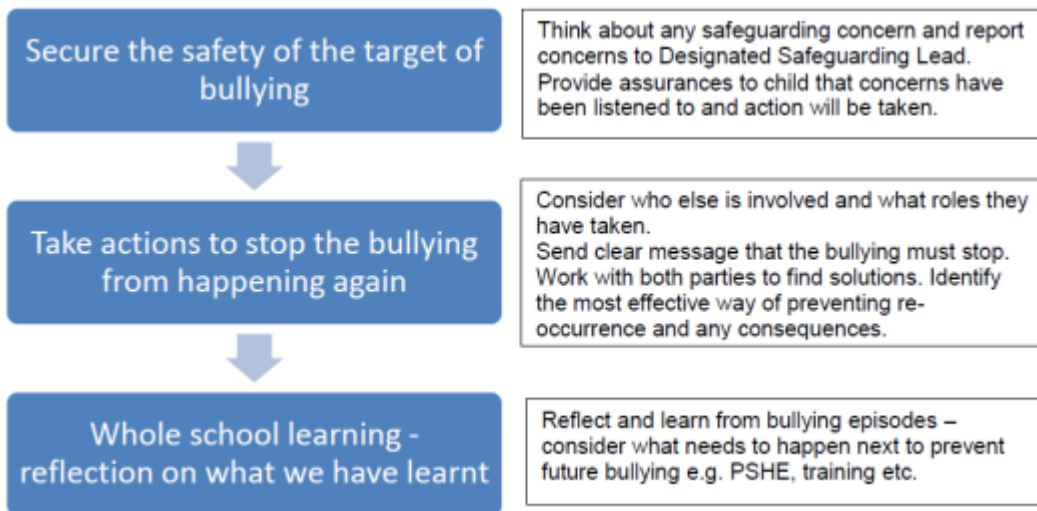 Secure the safety of the target of
bullying
Think about any safeguarding concern and report
concerns to Designated Safeguarding Lead.
Provide assurances to child that concerns have
been listened to and action will be taken.
Take actions to stop the bullying
from happening again
Consider who else is involved and what roles they
have taken.
Send clear message that the bullying must stop.
Work with both parties to find solutions. Identify
the most effective way of preventing re-
occurrence and any consequences.
Whole school learning -
reflection on what we have learnt
Reflect and learn from bullying episodes –
consider what needs to happen next to prevent
future bullying e.g. PSHE, training etc.